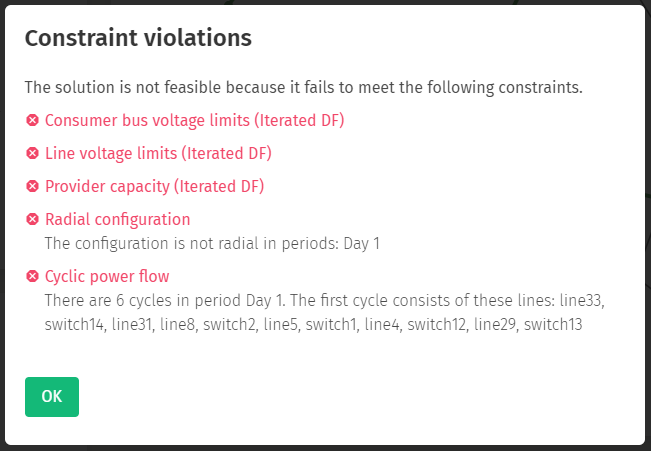 Constraint violations
The solution is not feasible because it fails to meet the following constraints.
Consumer bus voltage limits (Iterated DF)
Line voltage limits (Iterated DF)
Provider capacity (Iterated DF)
Radial configuration
The configuration is not radial in periods: Day 1
Cyclic power flow
There are 6 cycles in period Day 1. The first cycle consists of these lines: line33,
switch14, line31, line8, switch2, line5, switch1, line4, switch12, line29, switch13
OK